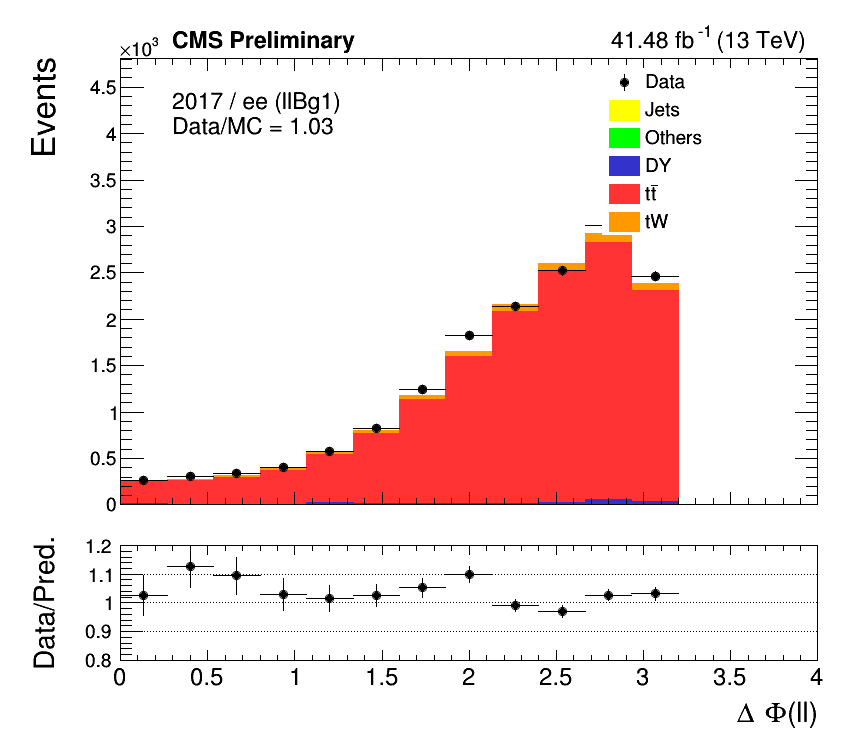 ×10³ CMS Preliminary 41.48 fb⁻¹ (13 TeV)
Events
2017 / ee (llBg1)
Data/MC = 1.03
Data
Jets
Others
DY
tt̄
tW
4.5
4
3.5
3
2.5
2
1.5
1
0.5
0
Data/Pred.
1.2
1.1
1
0.9
0.8
0 0.5 1 1.5 2 2.5 3 3.5 4
Δ Φ(ll)